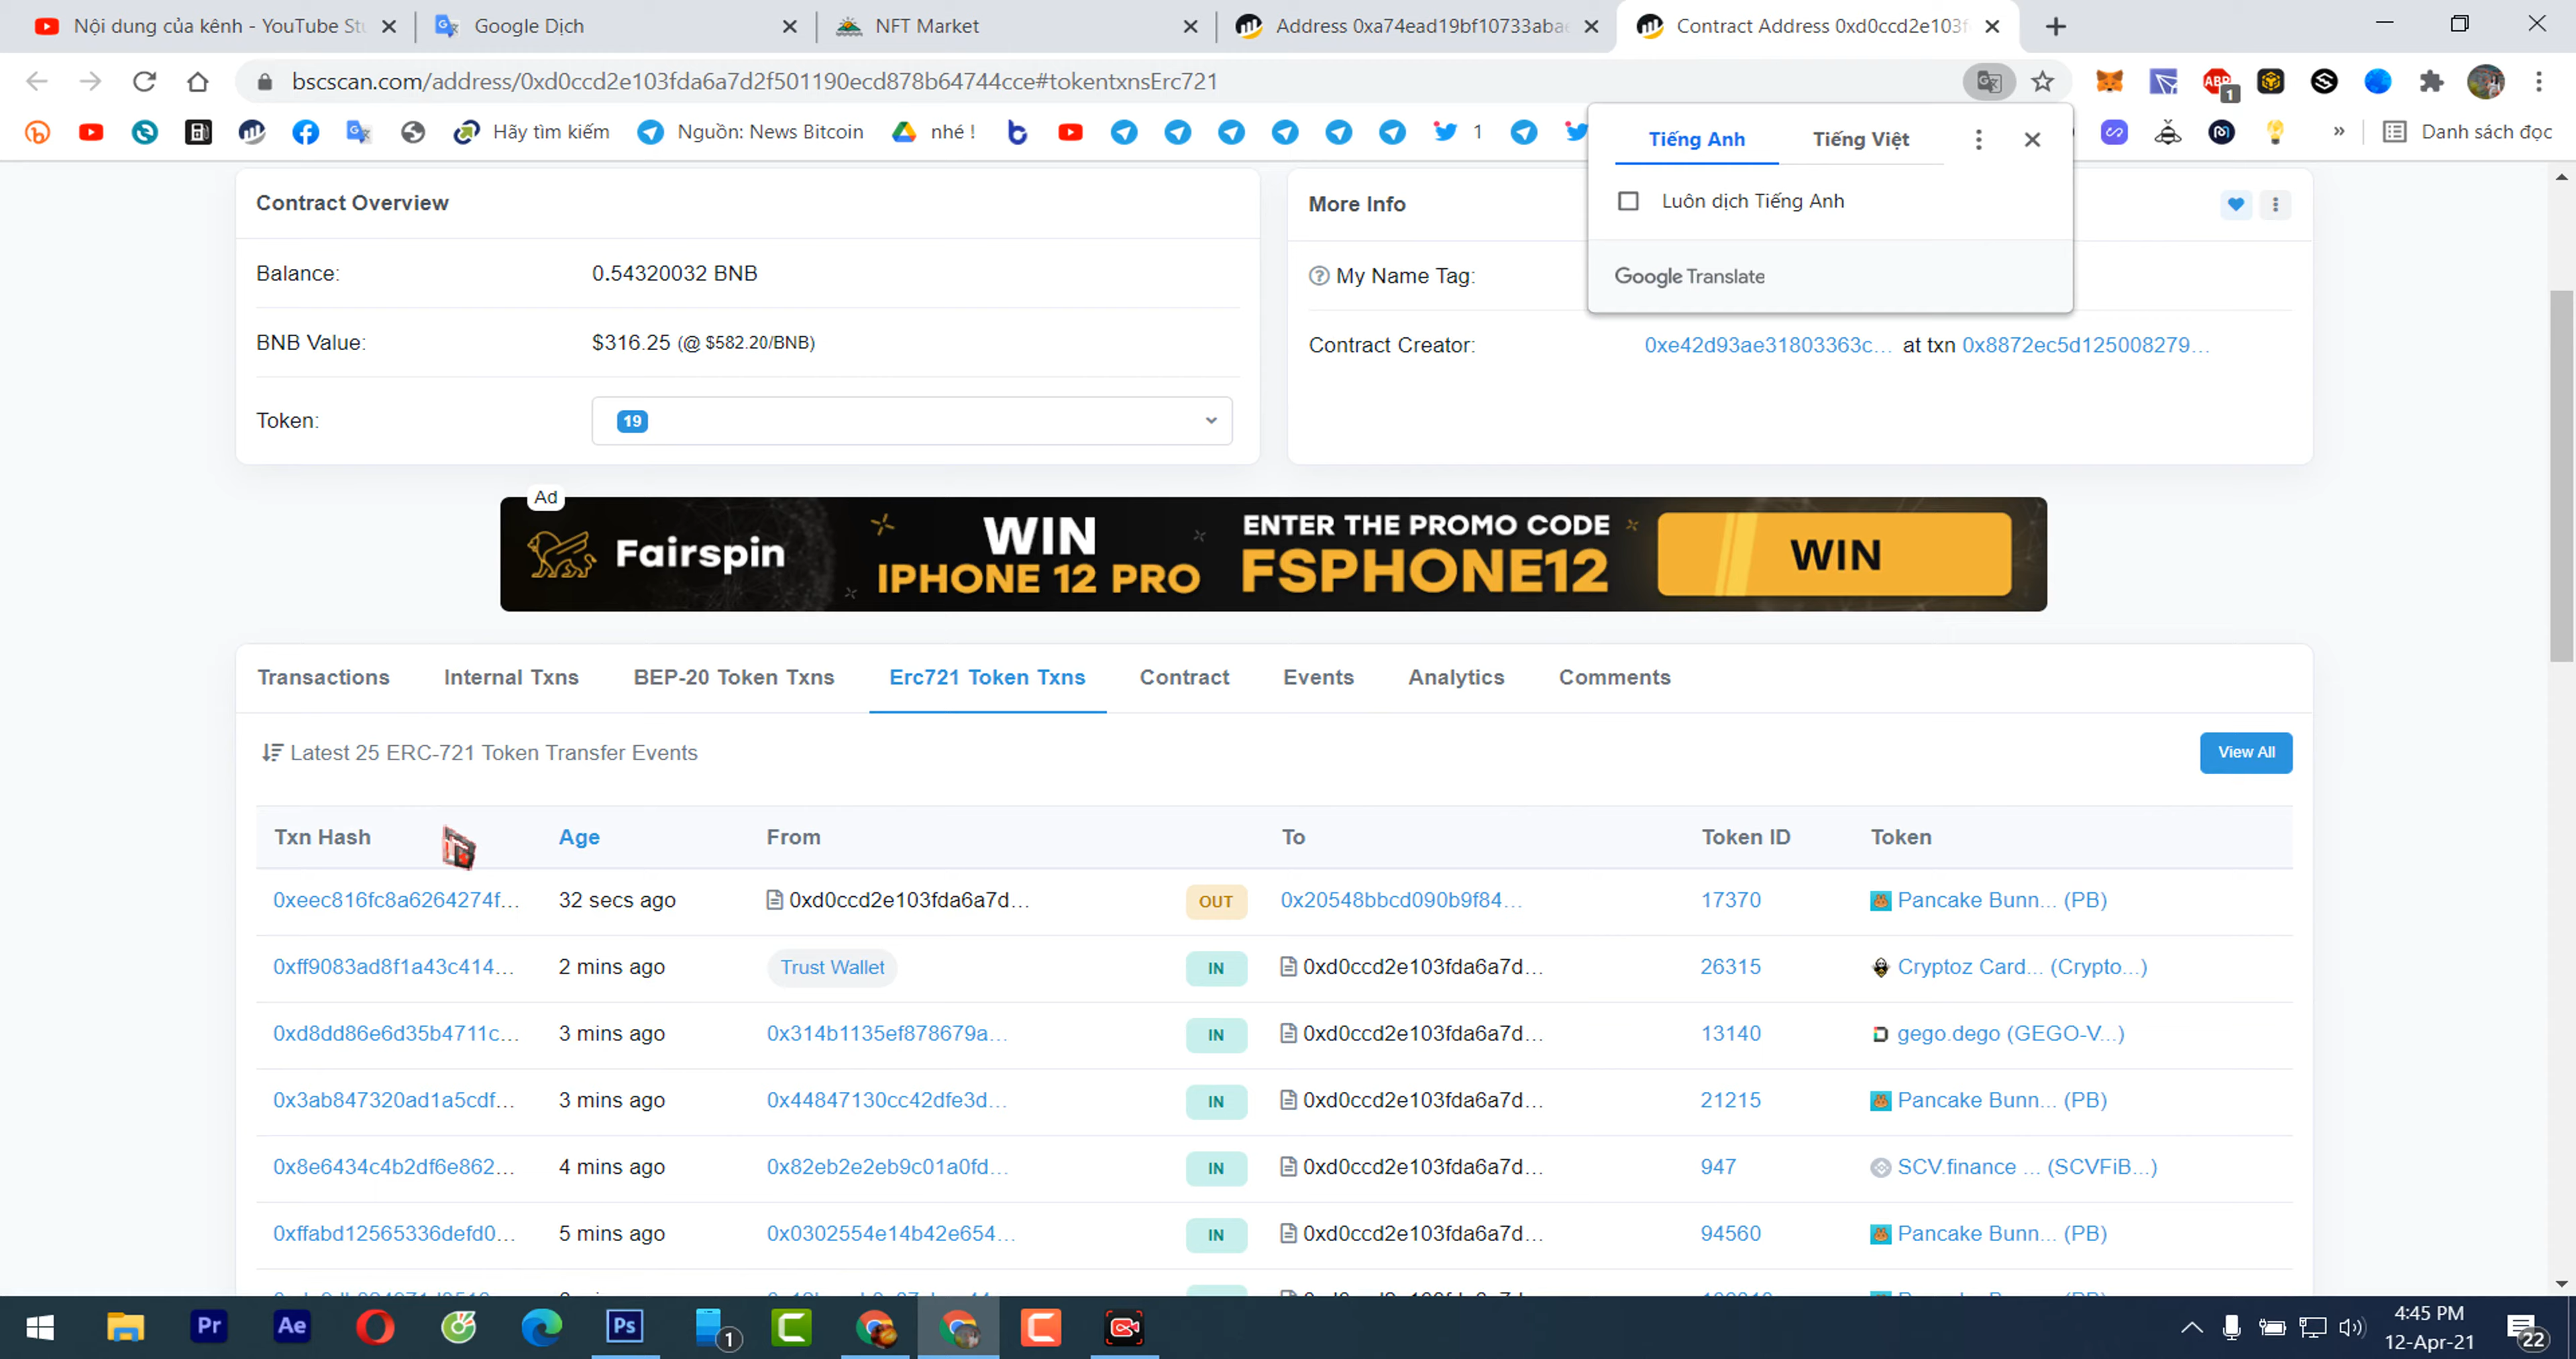 Nội dung của kênh - YouTube Stu
Google Dịch
NFT Market
Address 0xa74ead19bf10733abae
Contract Address 0xd0ccd2e103f
bscscan.com/address/0xd0ccd2e103fda6a7d2f501190ecd878b64744cce#tokentxnsErc721
ABP
1
Hãy tìm kiếm
Nguồn: News Bitcoin
nhé !
1
»
Danh sách đọc
Tiếng Anh
Tiếng Việt
Luôn dịch Tiếng Anh
Google Translate
Contract Overview
Balance:
0.54320032 BNB
BNB Value:
$316.25 (@ $582.20/BNB)
Token:
19
More Info
My Name Tag:
Contract Creator:
0xe42d93ae31803363c... at txn 0x8872ec5d125008279...
Ad
Fairspin
WIN
IPHONE 12 PRO
ENTER THE PROMO CODE
FSPHONE12
WIN
Transactions
Internal Txns
BEP-20 Token Txns
Erc721 Token Txns
Contract
Events
Analytics
Comments
Latest 25 ERC-721 Token Transfer Events
View All
Txn Hash Age From To Token ID Token
0xeec816fc8a6264274f... 32 secs ago 0xd0ccd2e103fda6a7d... OUT 0x20548bbcd090b9f84... 17370 Pancake Bunn... (PB)
0xff9083ad8f1a43c414... 2 mins ago Trust Wallet IN 0xd0ccd2e103fda6a7d... 26315 Cryptoz Card... (Crypto...)
0xd8dd86e6d35b4711c... 3 mins ago 0x314b1135ef878679a... IN 0xd0ccd2e103fda6a7d... 13140 gego.dego (GEGO-V...)
0x3ab847320ad1a5cdf... 3 mins ago 0x44847130cc42dfe3d... IN 0xd0ccd2e103fda6a7d... 21215 Pancake Bunn... (PB)
0x8e6434c4b2df6e862... 4 mins ago 0x82eb2e2eb9c01a0fd... IN 0xd0ccd2e103fda6a7d... 947 SCV.finance ... (SCVFiB...)
0xffabd12565336defd0... 5 mins ago 0x0302554e14b42e654... IN 0xd0ccd2e103fda6a7d... 94560 Pancake Bunn... (PB)
Pr
Ae
Ps
1
4:45 PM
12-Apr-21
22